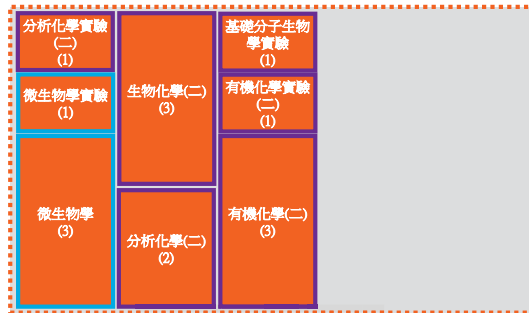 分析化學實驗
(二)
(1)
微生物學實驗
(1)
微生物學
(3)
生物化學(二)
(3)
分析化學(二)
(2)
基礎分子生物
學實驗
(1)
有機化學實驗
(二)
(1)
有機化學(二)
(3)